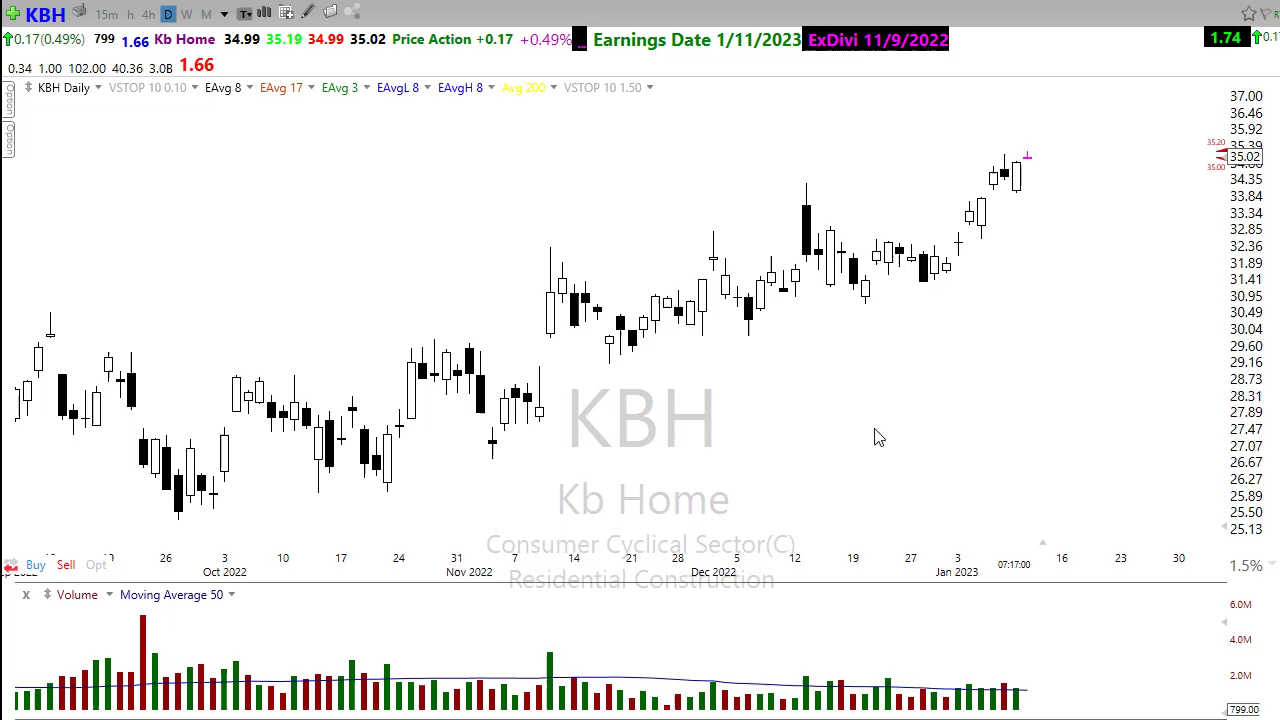 KBH 15m h 4h D W M T
0.17(0.49%) 799 1.66 Kb Home 34.99 35.19 34.99 35.02 Price Action +0.17 +0.49% ... Earnings Date 1/11/2023 ExDivi 11/9/2022 1.74
0.34 1.00 102.00 40.36 3.0B 1.66
Option
Option
KBH Daily VSTOP 10 0.10 EAvg 8 EAvg 17 EAvg 3 EAvgL 8 EAvgH 8 Avg 200 VSTOP 10 1.50
37.00
36.46
35.92
35.39
35.20
35.02
35.00
34.35
33.84
33.34
32.85
32.36
31.89
31.41
30.95
30.49
30.04
29.60
29.16
28.73
28.31
27.89
27.47
27.07
26.67
26.27
25.89
25.50
25.13
KBH
Kb Home
Consumer Cyclical Sector(C)
Residential Construction
26 3 10 17 24 31 7 14 21 28 5 12 19 27 3 16 23 30
Buy Sell Opt
Oct 2022 Nov 2022 Dec 2022 Jan 2023 07:17:00
1.5%
X Volume Moving Average 50
6.0M
4.0M
2.0M
799.00